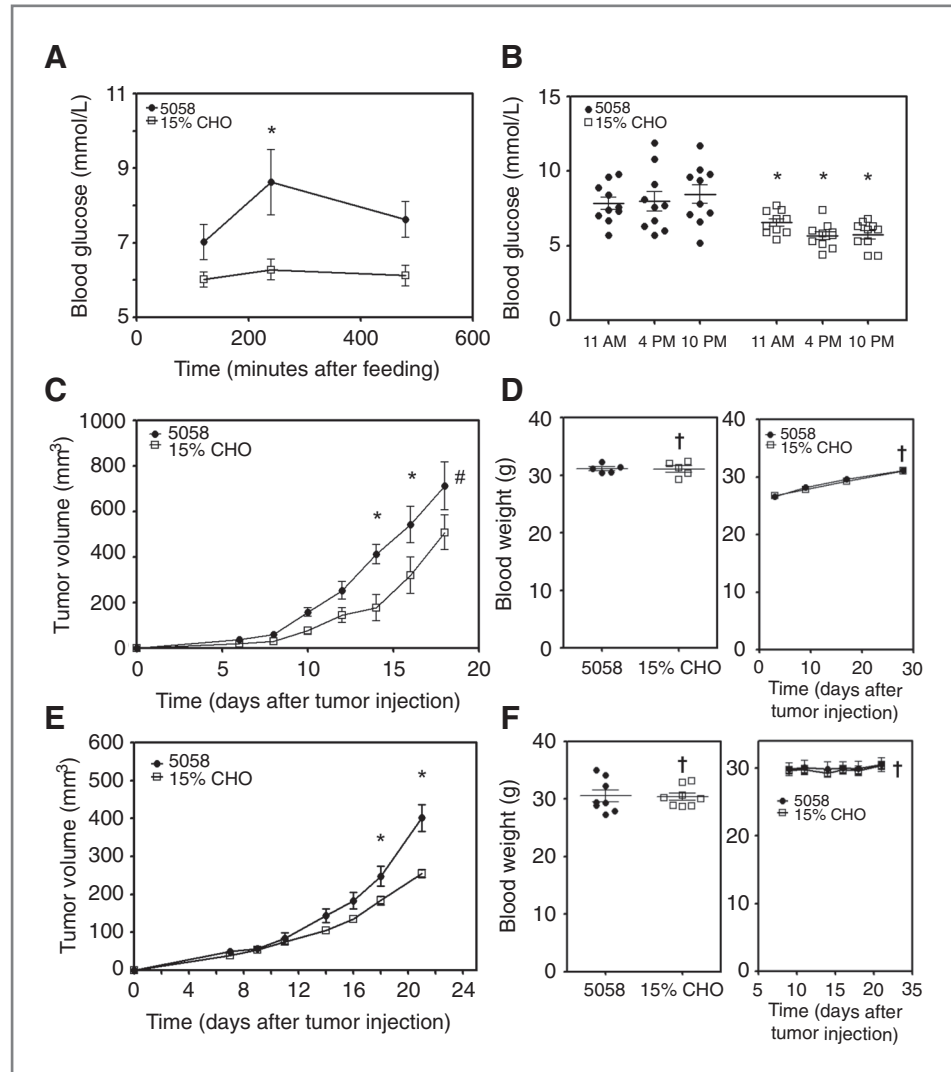 A
Blood glucose (mmol/L)
11
9
7
5
5058
15% CHO
*
0
200
400
600
Time (minutes after feeding)
B
Blood glucose (mmol/L)
15
10
5
0
5058
15% CHO
* * *
11 AM 4 PM 10 PM 11 AM 4 PM 10 PM
C
Tumor volume (mm³)
1000
800
600
400
200
0
5058
15% CHO
* * #
0 5 10 15 20
Time (days after tumor injection)
D
Blood weight (g)
40
30
20
10
0
†
5058 15% CHO
40
30
20
10
0
5058
15% CHO
†
0 10 20 30
Time (days after
tumor injection)
E
Tumor volume (mm³)
600
500
400
300
200
100
0
5058
15% CHO
* *
0 4 8 12 16 20 24
Time (days after tumor injection)
F
Blood weight (g)
40
30
20
10
0
†
5058 15% CHO
30
20
10
0
†
5058
15% CHO
5 10 15 20 35
Time (days after
tumor injection)